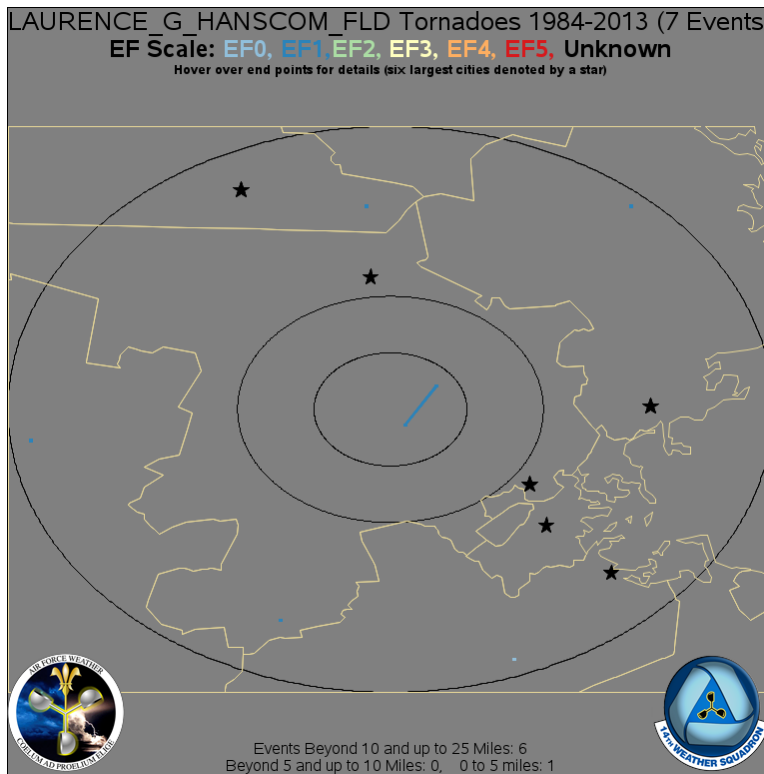 LAURENCE_G_HANSCOM_FLD Tornadoes 1984-2013 (7 Events
EF Scale: EF0, EF1,EF2, EF3, EF4, EF5, Unknown
Hover over end points for details (six largest cities denoted by a star)
AIR FORCE WEATHER
COELUM AD PROELIUM ELIGE
14TH WEATHER SQUADRON
Events Beyond 10 and up to 25 Miles: 6
Beyond 5 and up to 10 Miles: 0, 0 to 5 miles: 1